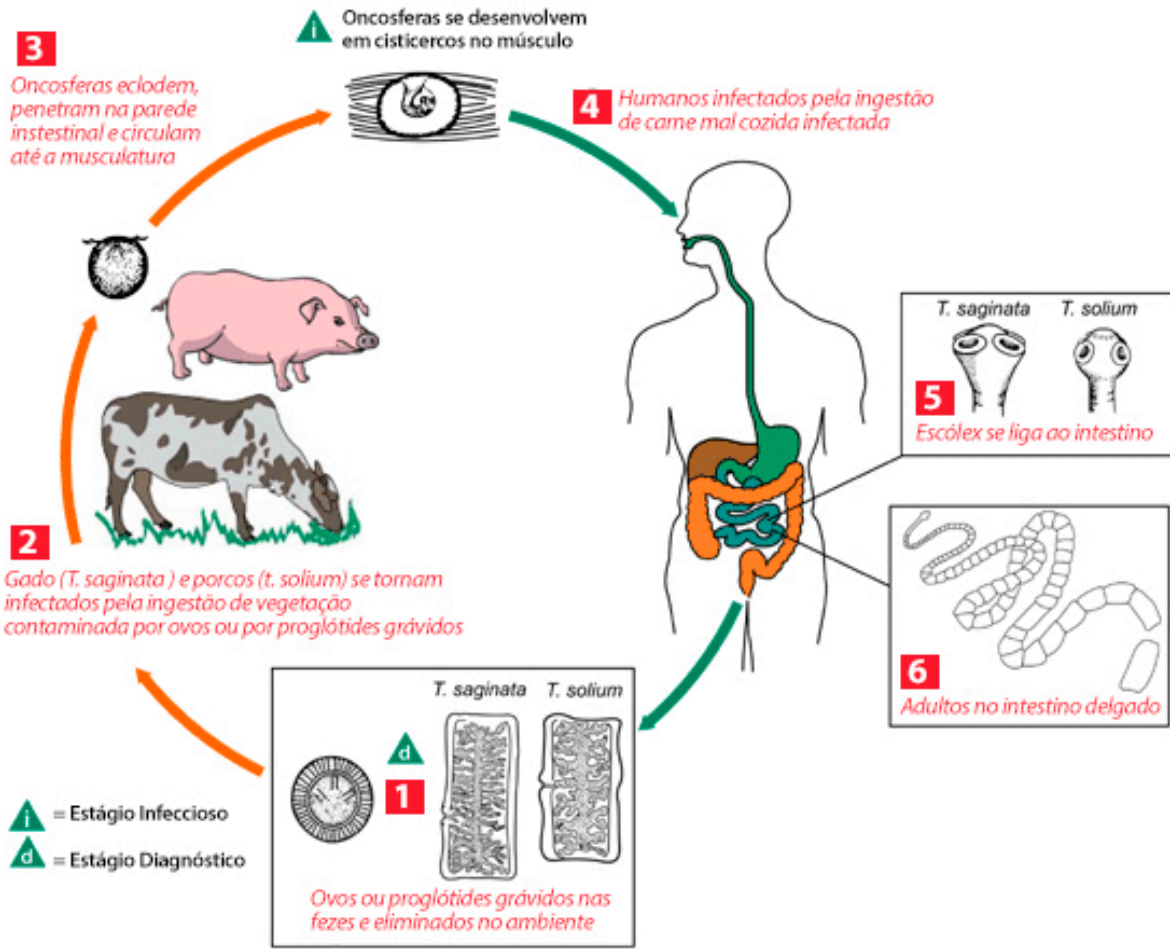 i
Oncosferas se desenvolvem
em cisticercos no músculo
3
Oncosferas eclodem,
penetram na parede
instestinal e circulam
até a musculatura
4
Humanos infectados pela ingestão
de carne mal cozida infectada
T. saginata
T. solium
5
Escólex se liga ao intestino
6
Adultos no intestino delgado
2
Gado (T. saginata ) e porcos (t. solium) se tornam
infectados pela ingestão de vegetação
contaminada por ovos ou por proglótides grávidos
T. saginata
T. solium
d
1
Ovos ou proglótides grávidos nas
fezes e eliminados no ambiente
i = Estágio Infeccioso
d = Estágio Diagnóstico